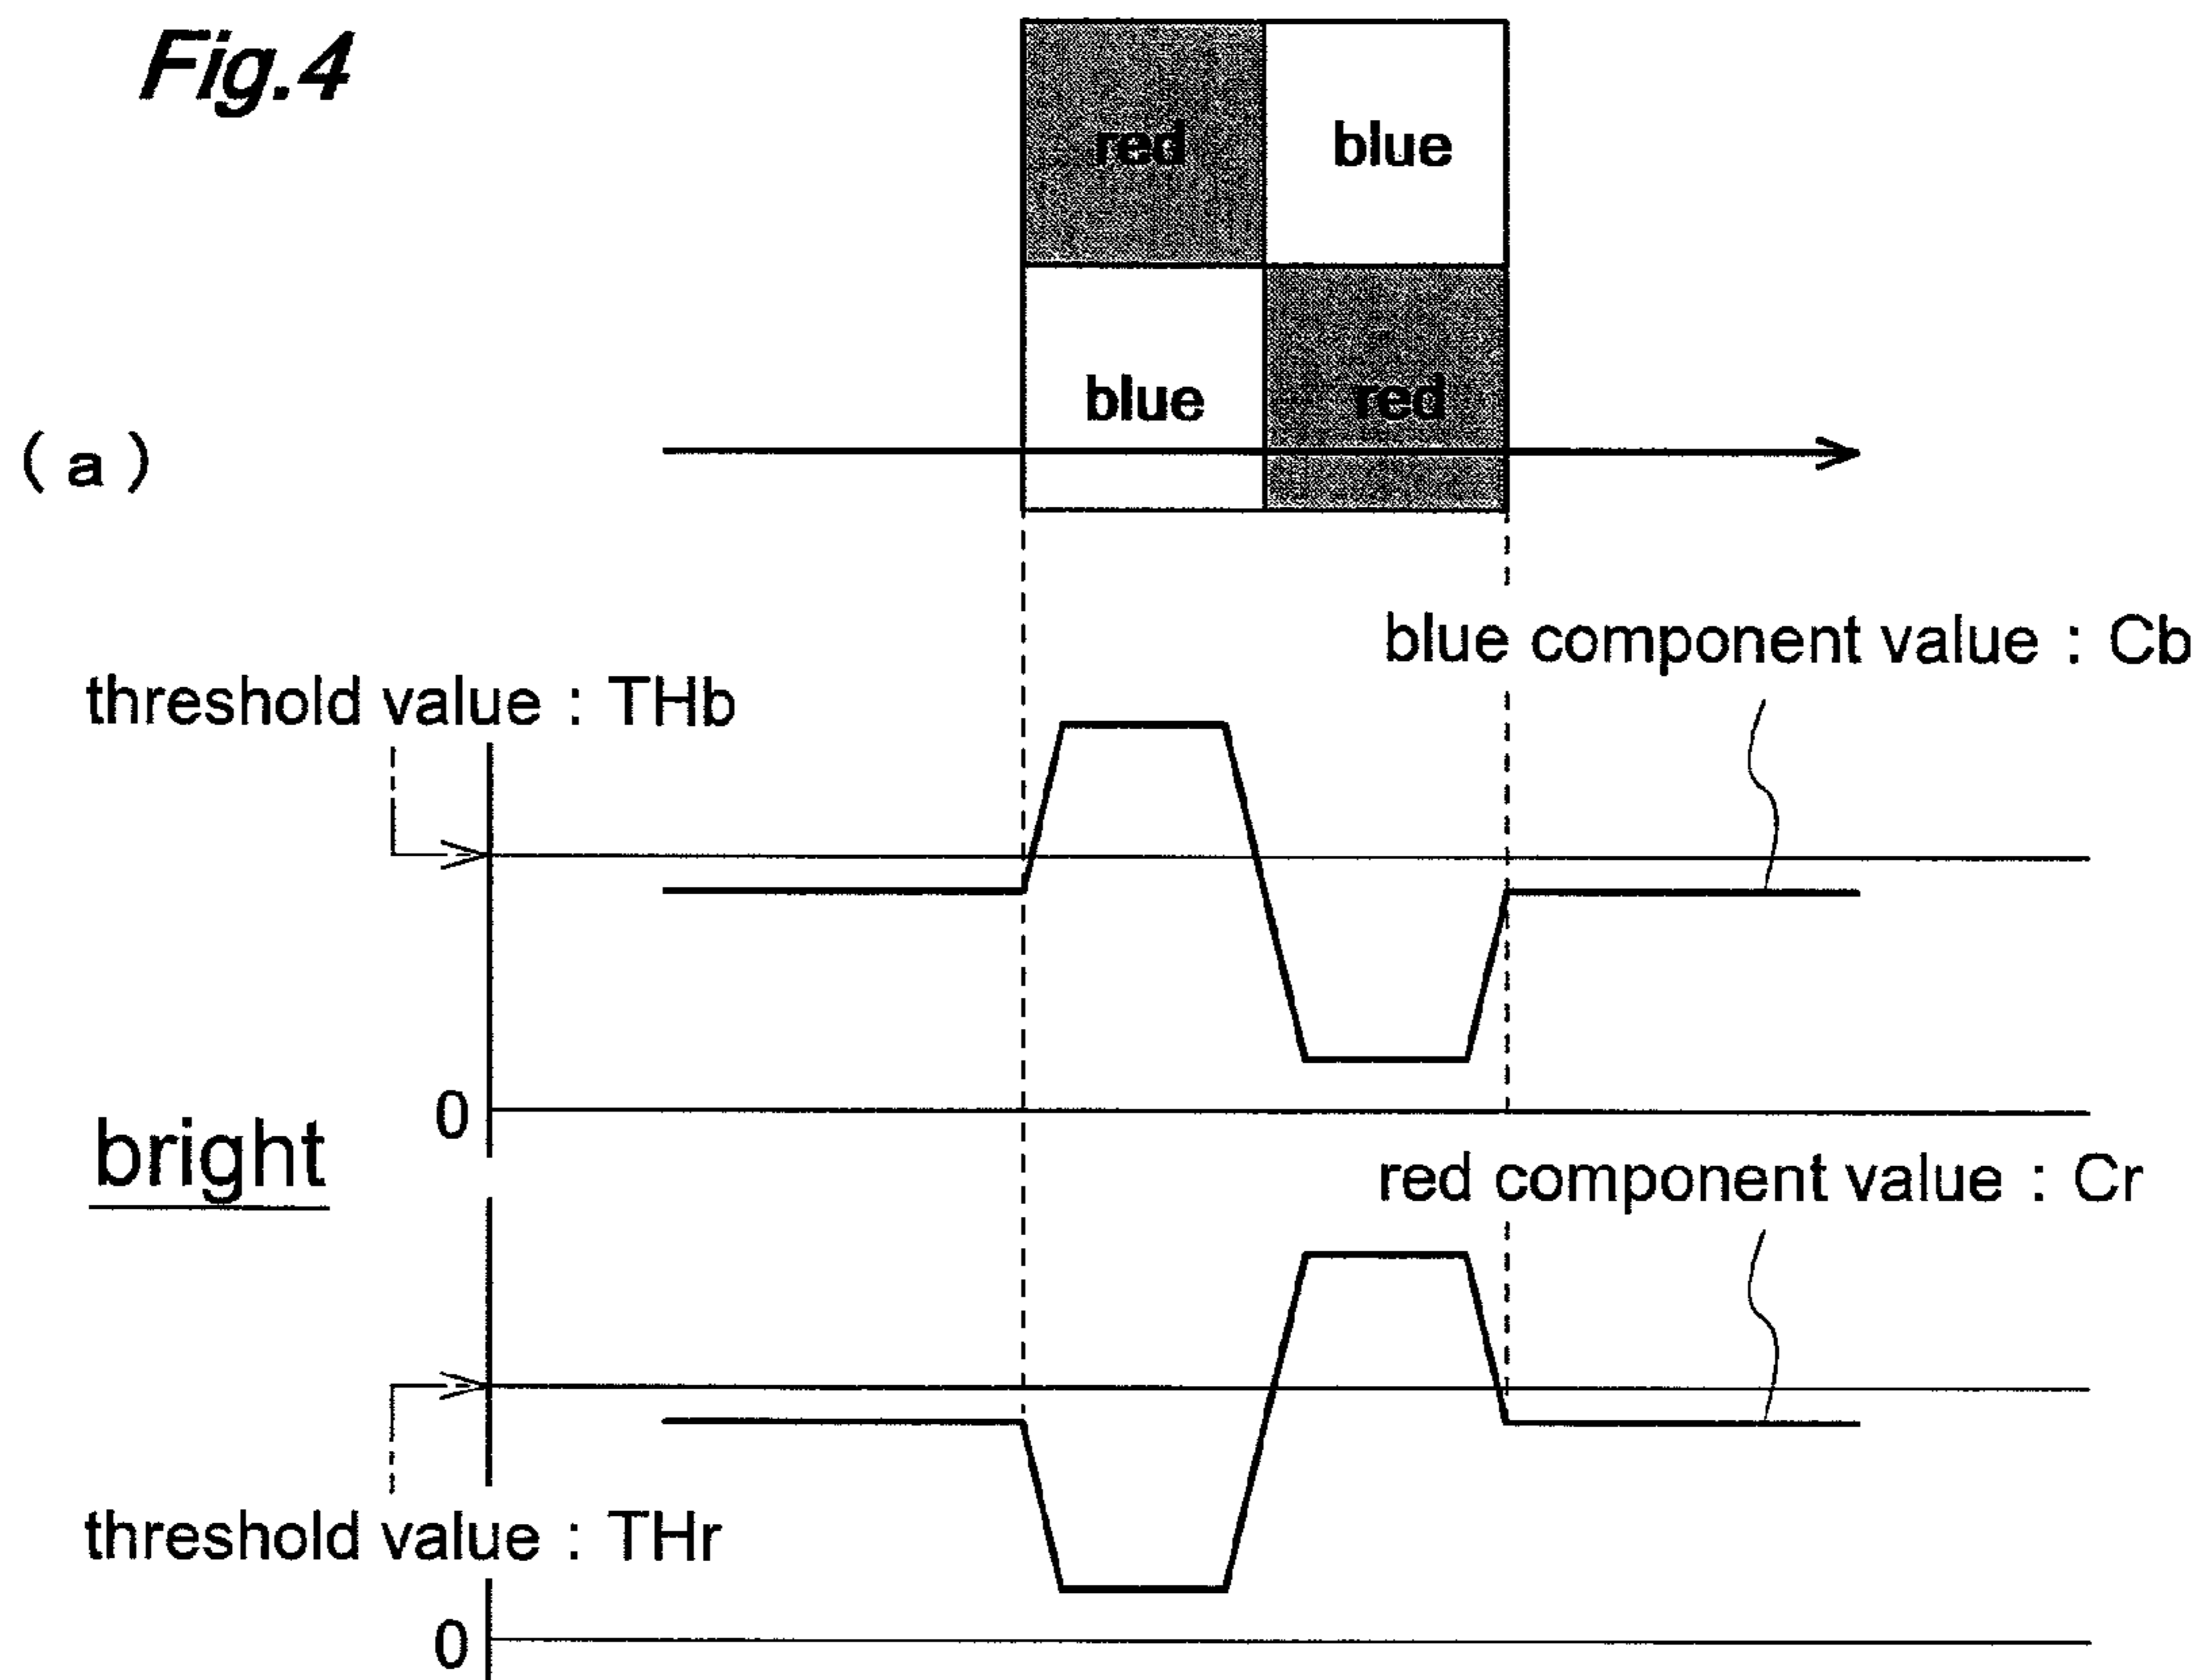 Fig.4
red
blue
blue
red
( a )
blue component value : Cb
threshold value : THb
0
bright
red component value : Cr
threshold value : THr
0